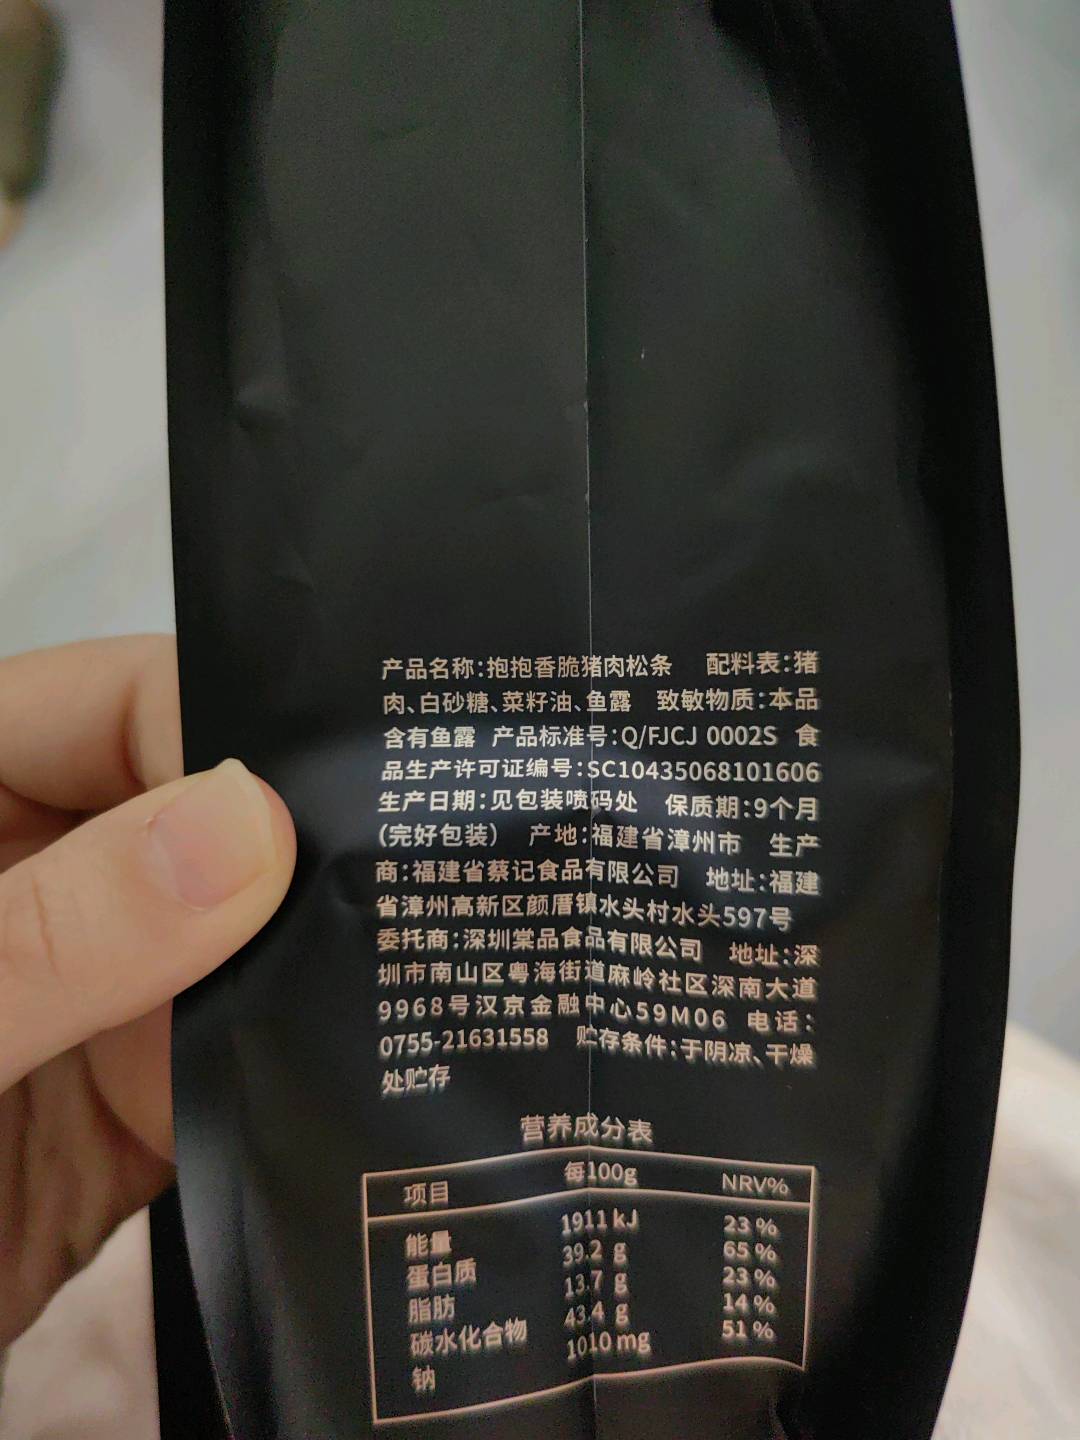 产品名称:抱抱香脆猪肉松条 配料表:猪
肉、白砂糖、菜籽油、鱼露 致敏物质:本品
含有鱼露 产品标准号:Q/FJCJ 0002S 食
品生产许可证编号:SC10435068101606
生产日期:见包装喷码处 保质期:9个月
(完好包装) 产地:福建省漳州市 生产
商:福建省蔡记食品有限公司 地址:福建
省漳州高新区颜厝镇水头村水头597号
委托商:深圳棠品食品有限公司 地址:深
圳市南山区粤海街道麻岭社区深南大道
9968号汉京金融中心59M06 电话:
0755-21631558 贮存条件:于阴凉、干燥
处贮存
营养成分表
项目 每100g NRV%
能量 1911 kJ 23 %
蛋白质 39.2 g 65 %
脂肪 13.7 g 23 %
碳水化合物 43.4 g 14 %
钠 1010 mg 51 %